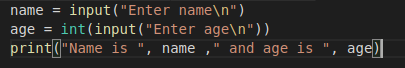 name = input("Enter name\n")
age = int(input("Enter age\n"))
print("Name is ", name ," and age is ", age)